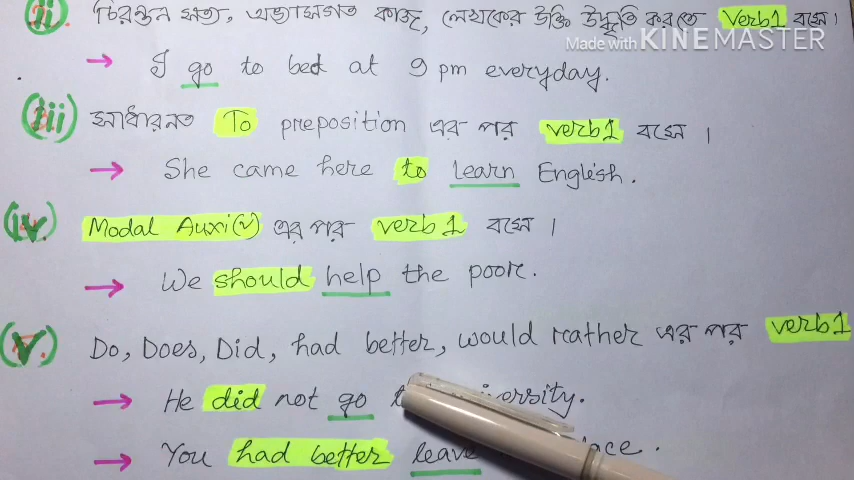 (ii) চিরন্তন সত্য, অভ্যাসগত কাজ, লেখকের উক্তি উদ্ধৃতি করতে verb1 বসে।
Made with KINEMASTER
→ I go to bed at 9 pm everyday.
(iii) সাধারনত To preposition এর পর verb1 বসে।
→ She came here to learn English.
(iv) Modal Auxi(v) এর পর verb1 বসে।
→ We should help the poor.
(v) Do, Does, Did, had better, would rather এর পর verb1
→ He did not go
→ You had better leave